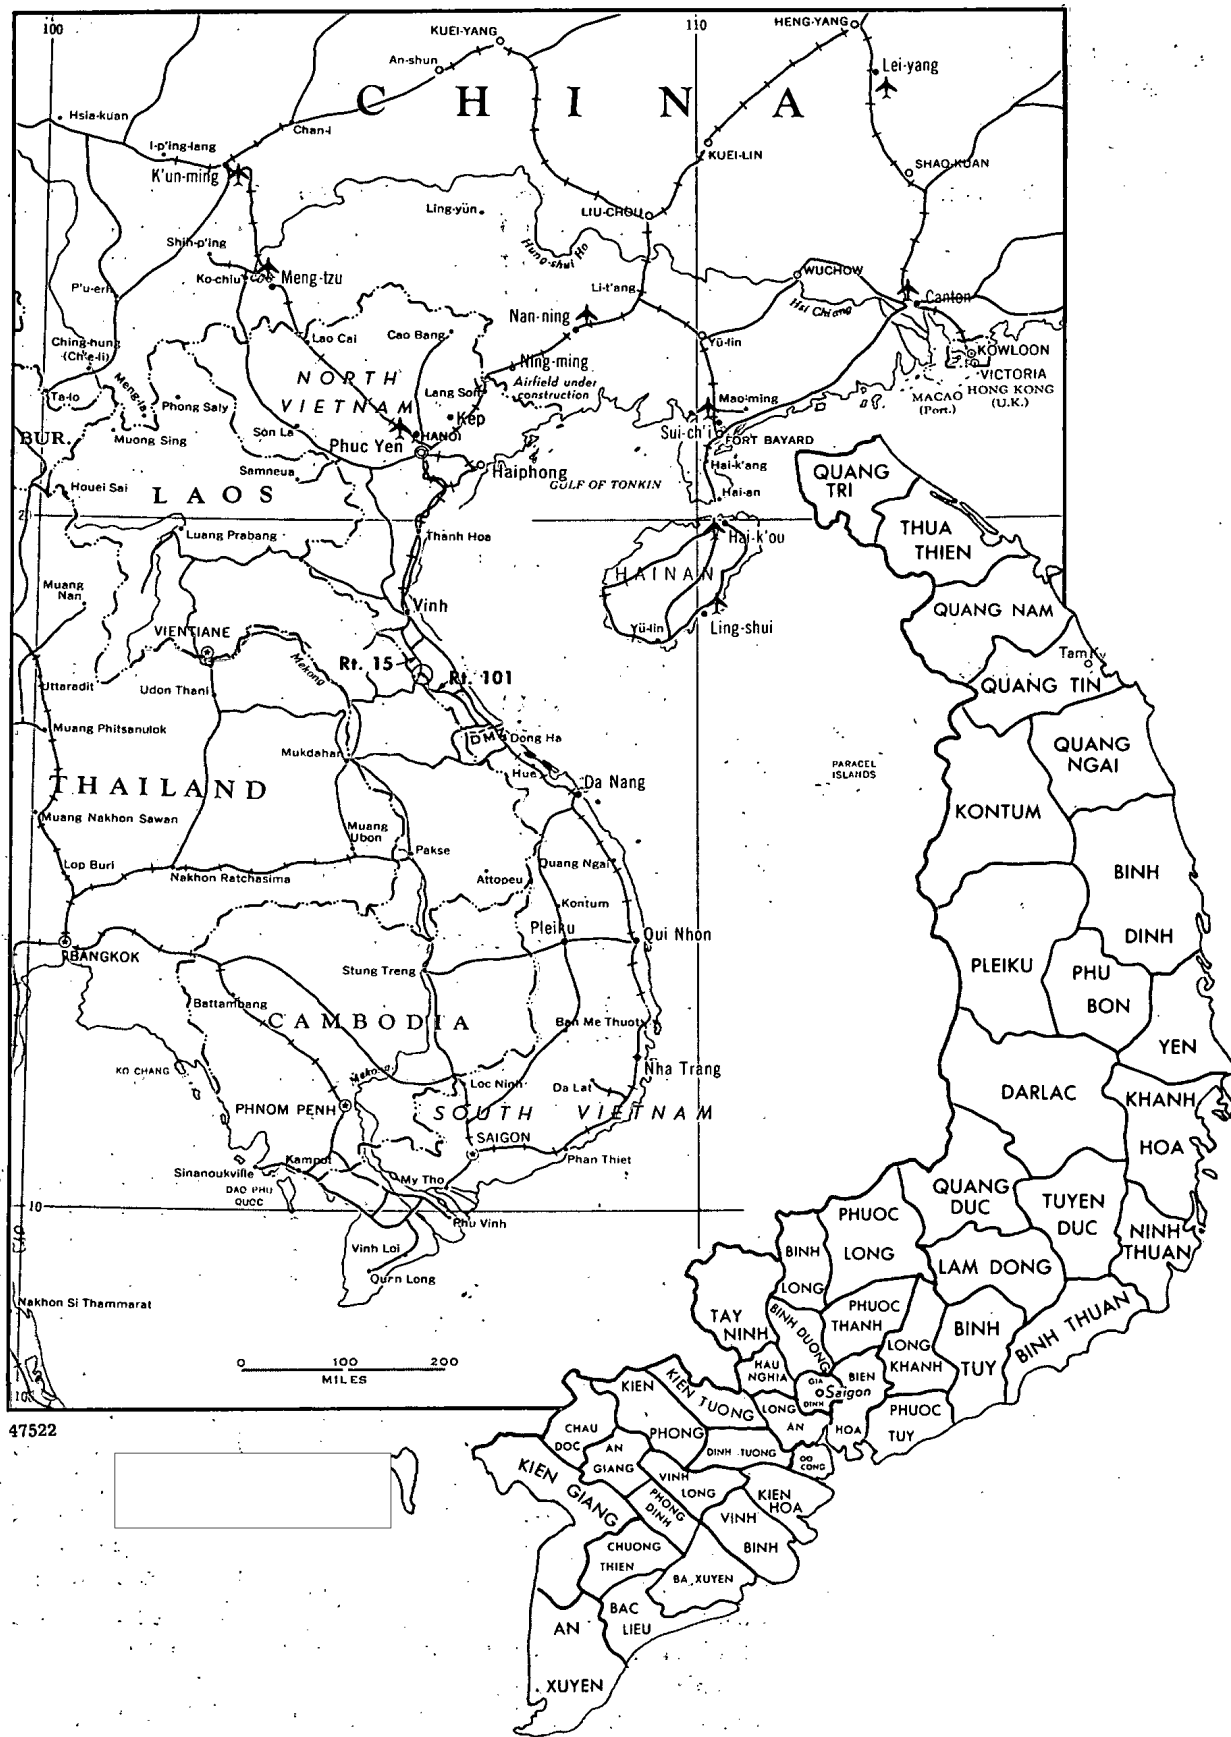 100
110
KUEI-YANG
HENG-YANG
An-shun
Lei-yang
CHINA
Hsia-kuan
Chan-i
I-p'ing-lang
KUEI-LIN
SHAO-KUAN
K'un-ming
Ling-yün
LIU-CHOU
Shih-p'ing
Hung-shui Ho
WUCHOW
Ko-chiu
Meng-tzu
P'u-erh
Li-t'ang
Hsi Chiang
Canton
Nan-ning
Lao Cai
Cao Bang
Yü-lin
Ching-hung
(Ch'e-li)
KOWLOON
Ning-ming
VICTORIA
NORTH
VIETNAM
Airfield under
construction
MACAO
(Port.)
HONG KONG
(U.K.)
Meng-la
Ta-lo
Phong Saly
Lang Son
Mao-ming
Kep
BUR.
Muong Sing
Son La
HANOI
Sui-ch'i
FORT BAYARD
Phuc Yen
Samneua
Haiphong
Hai-k'ang
QUANG
TRI
Houei Sai
LAOS
GULF OF TONKIN
Hai-an
20
Luang Prabang
Thanh Hoa
Hai-k'ou
THUA
THIEN
HAINAN
Muang
Nan
Vinh
QUANG NAM
VIENTIANE
Yü-lin
Ling-shui
Mekong
Rt. 15
Rt. 101
Tam Ky
Uttaradit
Udon Thani
QUANG TIN
Muang Phitsanulok
DMZ
Dong Ha
Mukdahan
QUANG
NGAI
PARACEL
ISLANDS
Hue
Da Nang
THAILAND
KONTUM
Muang Nakhon Sawan
Muang
Ubon
Pakse
Lop Buri
Quang Ngai
BINH
DINH
Nakhon Ratchasima
Attopeu
Kontum
Pleiku
Qui Nhon
BANGKOK
Stung Treng
PLEIKU
PHU
BON
Battambang
CAMBODIA
Ban Me Thuot
YEN
KO CHANG
Mekong
Loc Ninh
Da Lat
Nha Trang
DARLAC
KHANH
HOA
PHNOM PENH
SOUTH VIETNAM
SAIGON
Kampot
Phan Thiet
Sinanoukville
My Tho
DAO PHU
QUOC
QUANG
DUC
TUYEN
DUC
10
Phu Vinh
PHUOC
LONG
NINH
THUAN
Vinh Loi
BINH
LONG
LAM DONG
Quan Long
Nakhon Si Thammarat
TAY
NINH
BINH DUONG
PHUOC
THANH
BINH
TUY
BINH THUAN
LONG
KHANH
0 100 200
MILES
HAU
NGHIA
BIEN
HOA
GIA
DINH
Saigon
10
KIEN
PHONG
KIEN TUONG
LONG
AN
PHUOC
TUY
47522
CHAU
DOC
AN
GIANG
DINH TUONG
GO
CONG
KIEN GIANG
VINH
LONG
KIEN
HOA
PHONG
DINH
VINH
BINH
CHUONG
THIEN
BA XUYEN
BAC
LIEU
AN
XUYEN